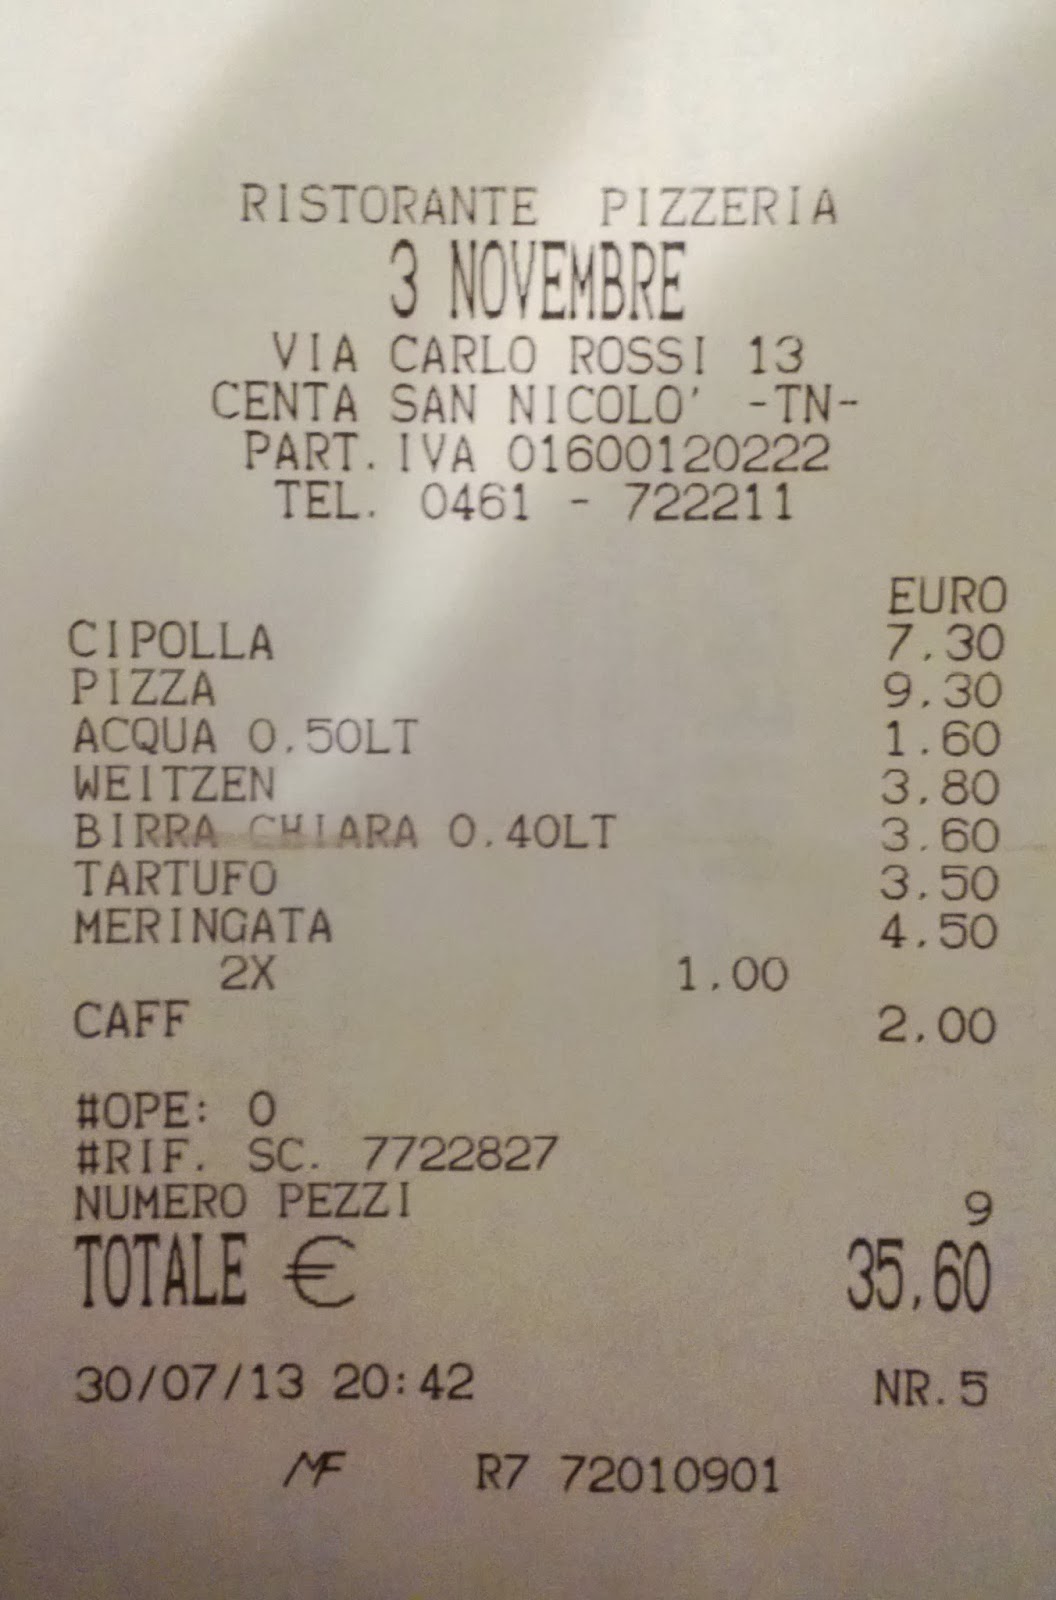 RISTORANTE PIZZERIA
3 NOVEMBRE
VIA CARLO ROSSI 13
CENTA SAN NICOLO' -TN-
PART. IVA 01600120222
TEL. 0461 - 722211
EURO
CIPOLLA 7.30
PIZZA 9.30
ACQUA 0.50LT 1.60
WEITZEN 3.80
BIRRA CHIARA 0.40LT 3.60
TARTUFO 3.50
MERINGATA 4.50
2X 1.00
CAFF 2.00
#OPE: 0
#RIF. SC. 7722827
NUMERO PEZZI 9
TOTALE € 35,60
30/07/13 20:42 NR.5
MF R7 72010901